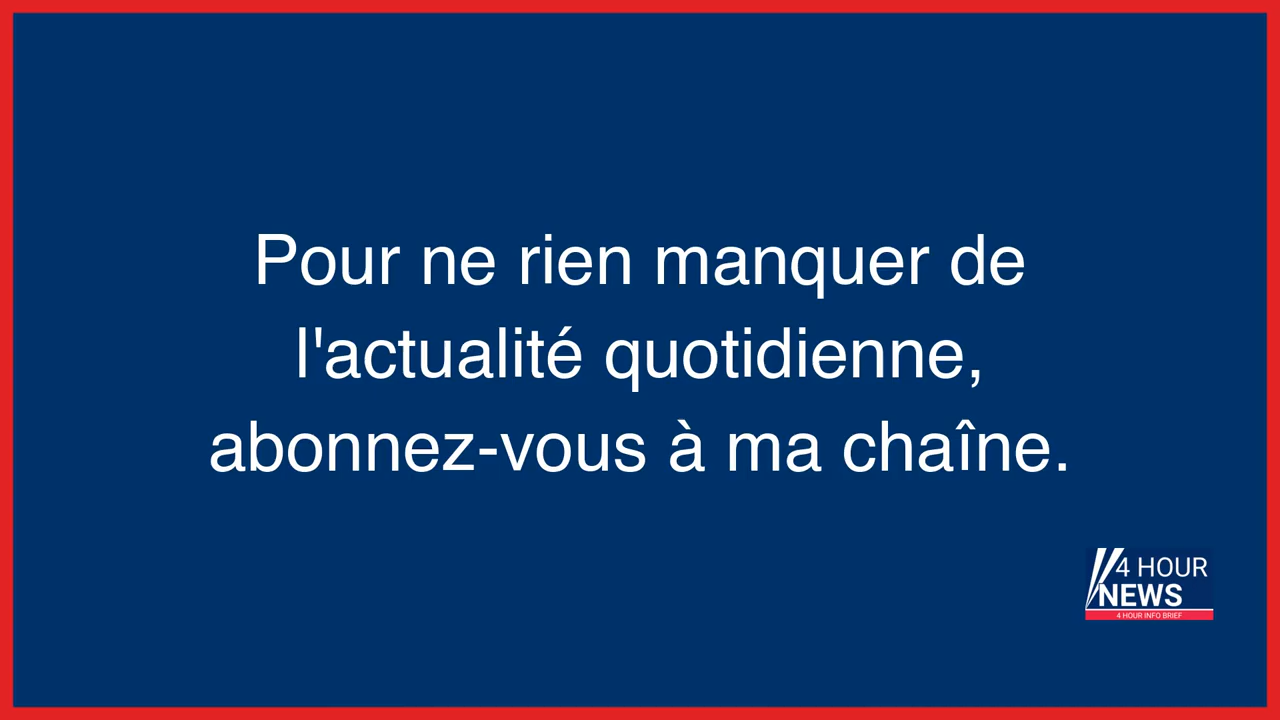 Pour ne rien manquer de
l'actualité quotidienne,
abonnez-vous à ma chaîne.
4 HOUR
NEWS
4 HOUR INFO BRIEF